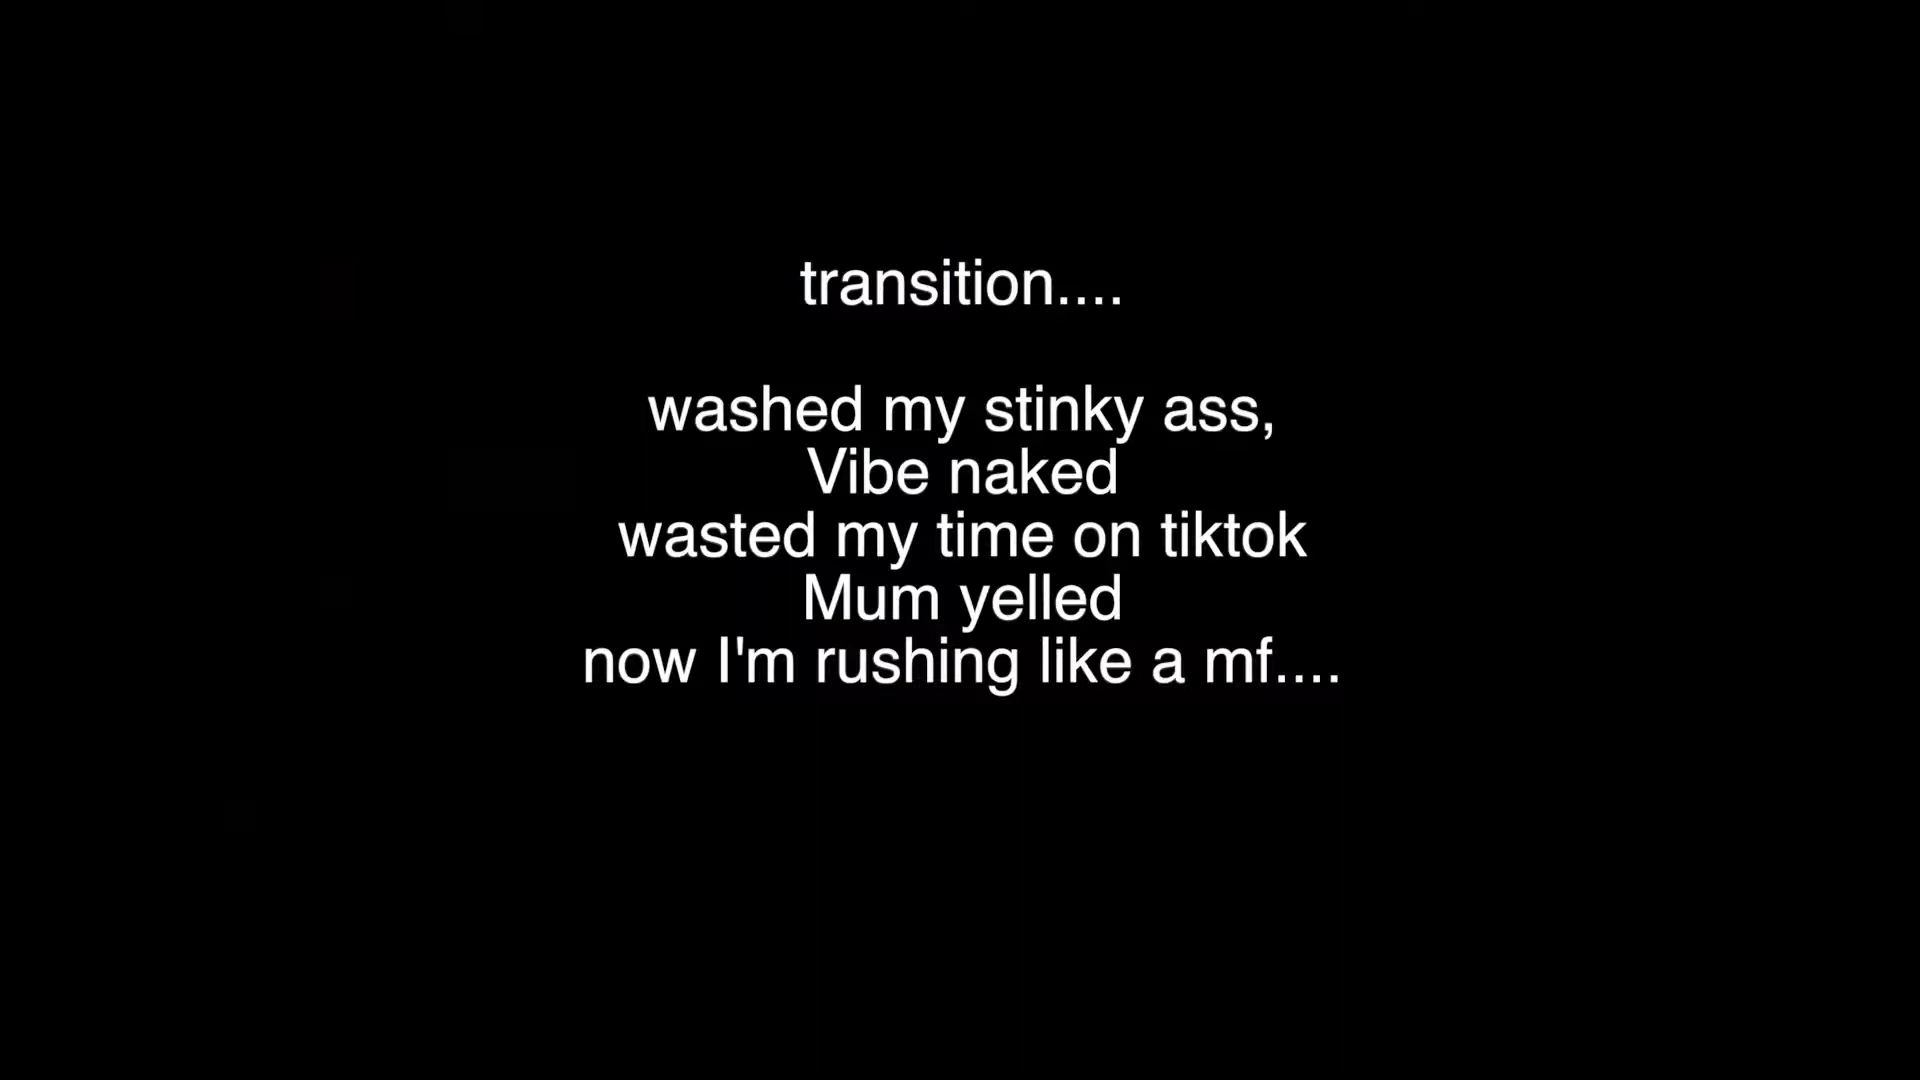 transition....
washed my stinky ass,
Vibe naked
wasted my time on tiktok
Mum yelled
now I'm rushing like a mf....